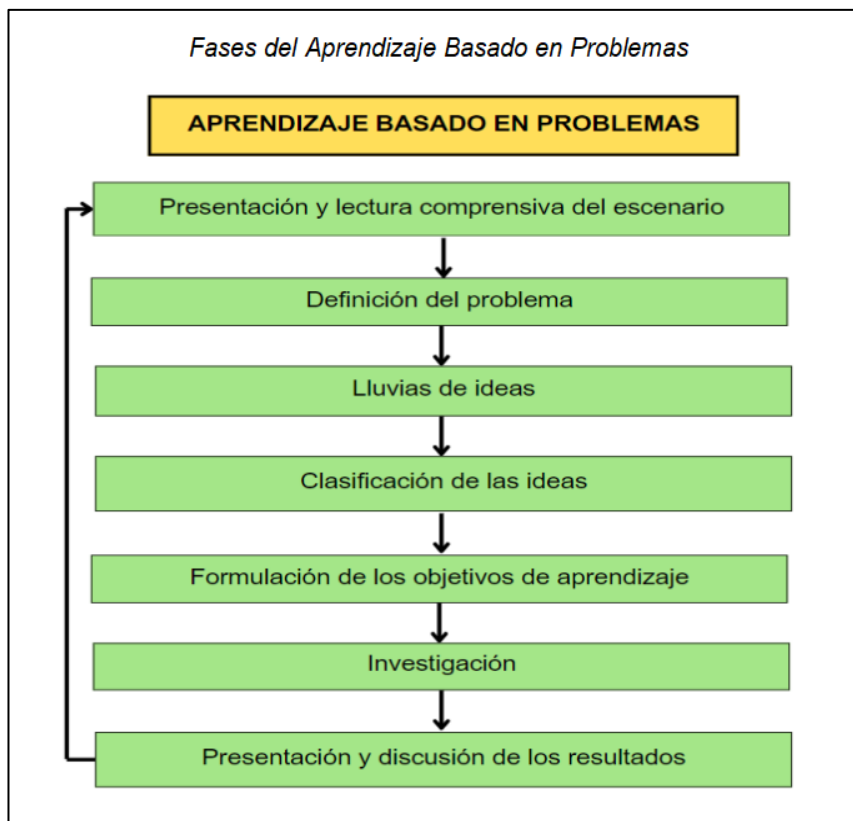 Fases del Aprendizaje Basado en Problemas
APRENDIZAJE BASADO EN PROBLEMAS
Presentación y lectura comprensiva del escenario
Definición del problema
Lluvias de ideas
Clasificación de las ideas
Formulación de los objetivos de aprendizaje
Investigación
Presentación y discusión de los resultados